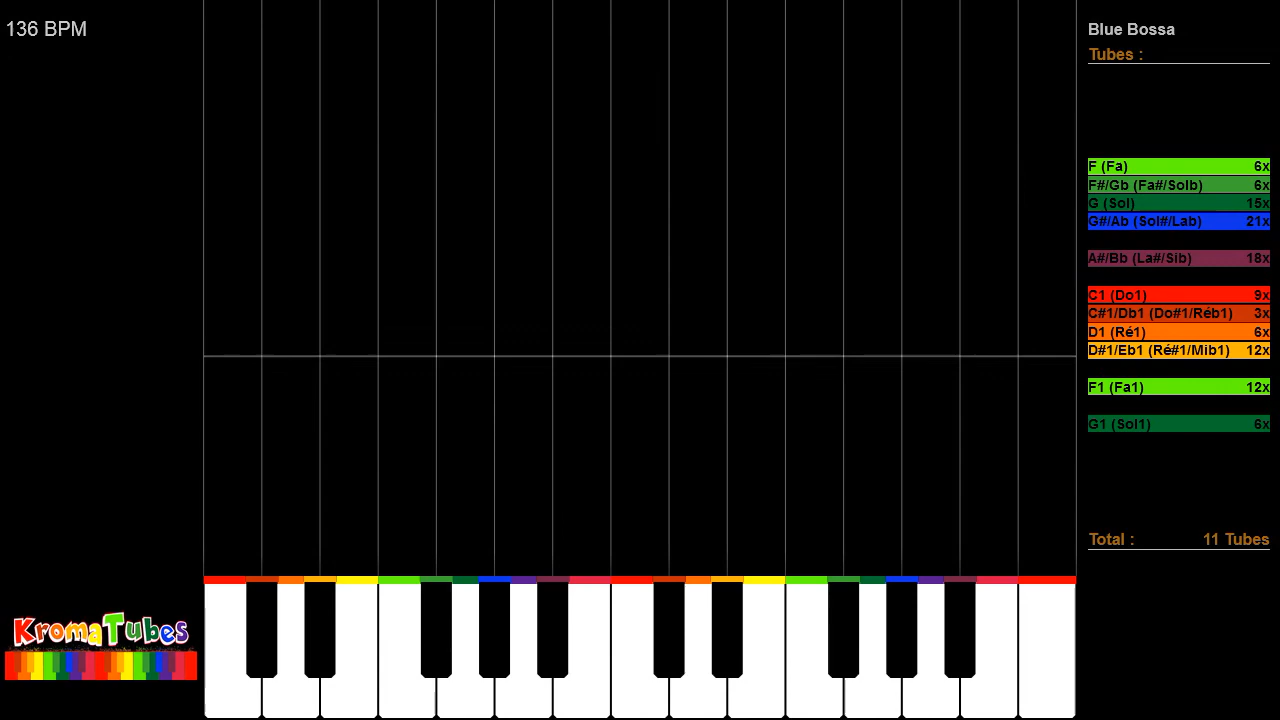 136 BPM
Blue Bossa
Tubes :
F (Fa) 6x
F#/Gb (Fa#/Solb) 6x
G (Sol) 15x
G#/Ab (Sol#/Lab) 21x
A#/Bb (La#/Sib) 18x
C1 (Do1) 9x
C#1/Db1 (Do#1/Réb1) 3x
D1 (Ré1) 6x
D#1/Eb1 (Ré#1/Mib1) 12x
F1 (Fa1) 12x
G1 (Sol1) 6x
Total : 11 Tubes
KromaTubes